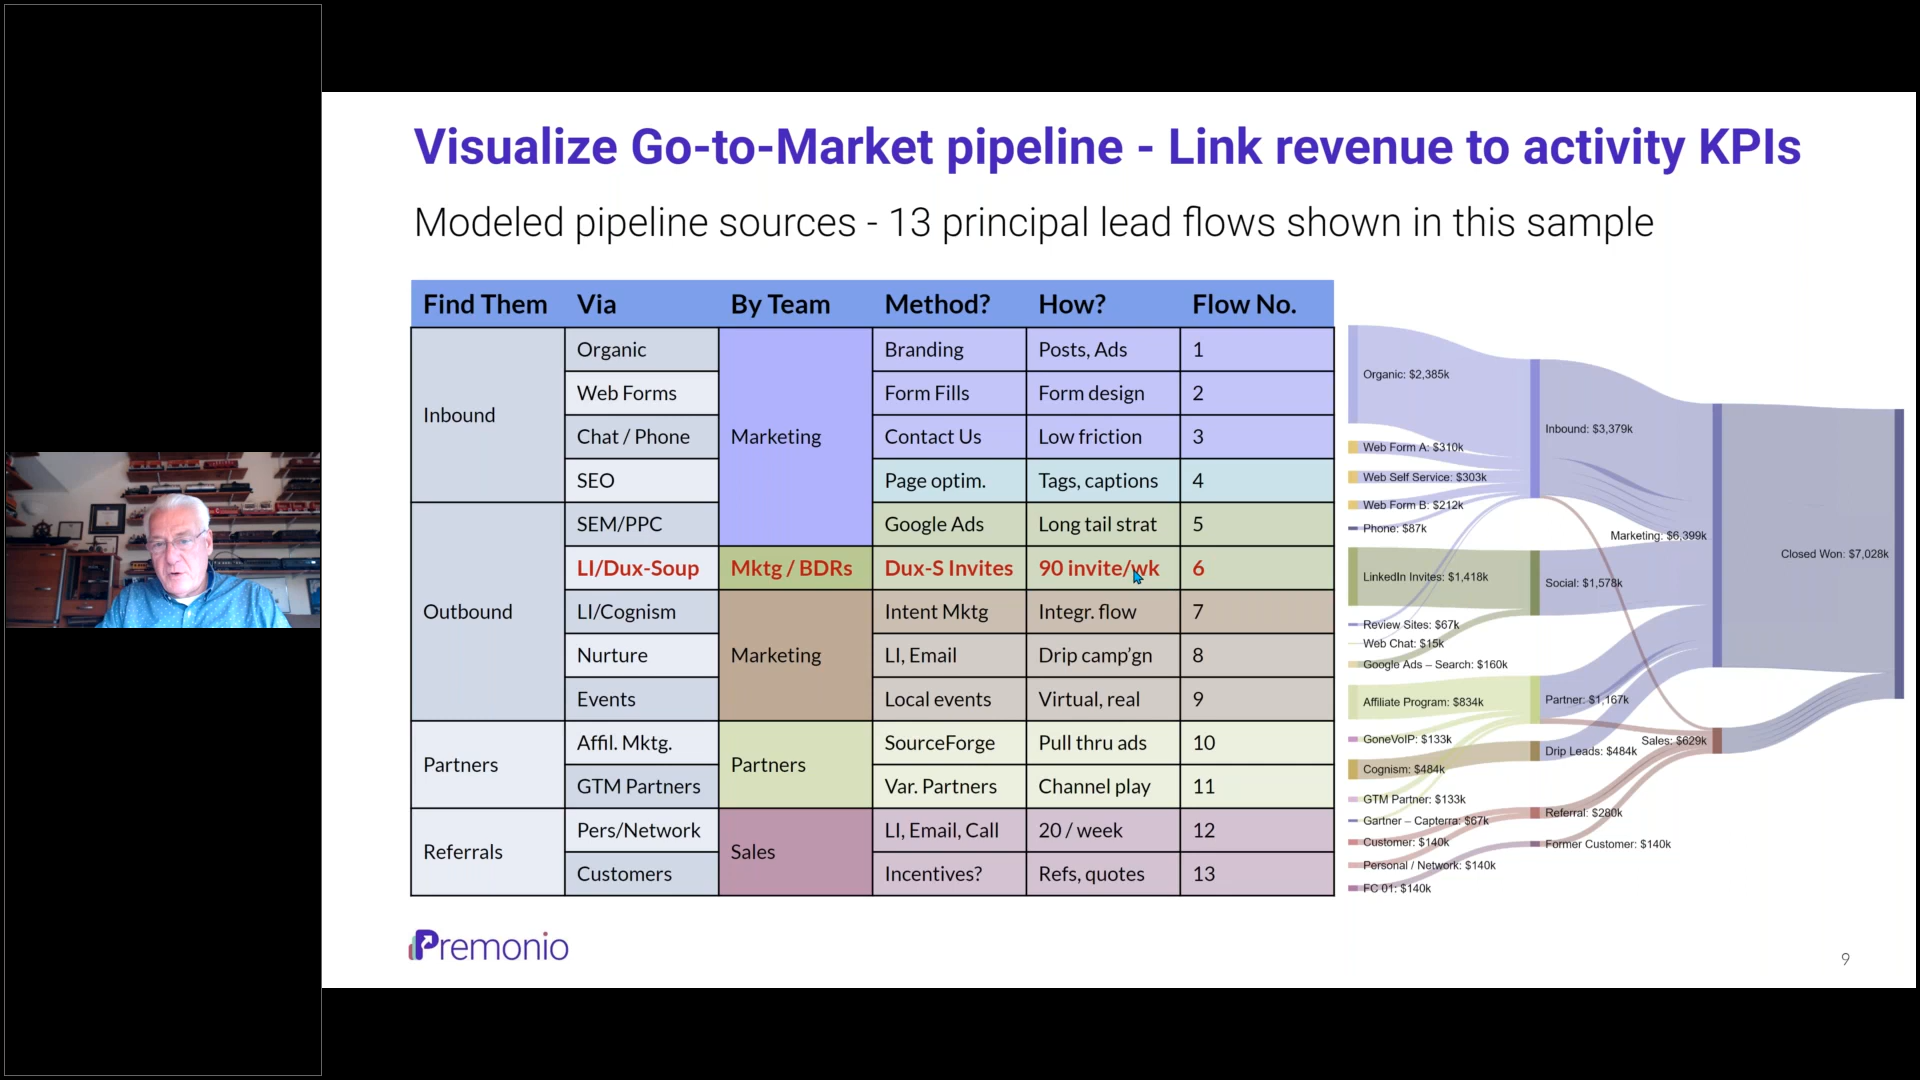 Visualize Go-to-Market pipeline - Link revenue to activity KPIs
Modeled pipeline sources - 13 principal lead flows shown in this sample
Find Them Via By Team Method? How? Flow No.
Inbound
Organic
Marketing
Branding Posts, Ads 1
Web Forms Form Fills Form design 2
Chat / Phone Contact Us Low friction 3
SEO Page optim. Tags, captions 4
Outbound
SEM/PPC Google Ads Long tail strat 5
LI/Dux-Soup Mktg / BDRs Dux-S Invites 90 invite/wk 6
LI/Cognism
Marketing
Intent Mktg Integr. flow 7
Nurture LI, Email Drip camp'gn 8
Events Local events Virtual, real 9
Partners
Affil. Mktg.
Partners
SourceForge Pull thru ads 10
GTM Partners Var. Partners Channel play 11
Referrals
Pers/Network
Sales
LI, Email, Call 20 / week 12
Customers Incentives? Refs, quotes 13
Organic: $2,385k
Web Form A: $310k
Web Self Service: $303k
Web Form B: $212k
Phone: $87k
LinkedIn Invites: $1,418k
Review Sites: $67k
Web Chat: $15k
Google Ads – Search: $160k
Affiliate Program: $834k
GoneVoIP: $133k
Cognism: $484k
GTM Partner: $133k
Gartner – Capterra: $67k
Customer: $140k
Personal / Network: $140k
FC 01: $140k
Inbound: $3,379k
Social: $1,578k
Partner: $1,167k
Drip Leads: $484k
Referral: $280k
Former Customer: $140k
Marketing: $6,399k
Sales: $629k
Closed Won: $7,028k
Premonio
9